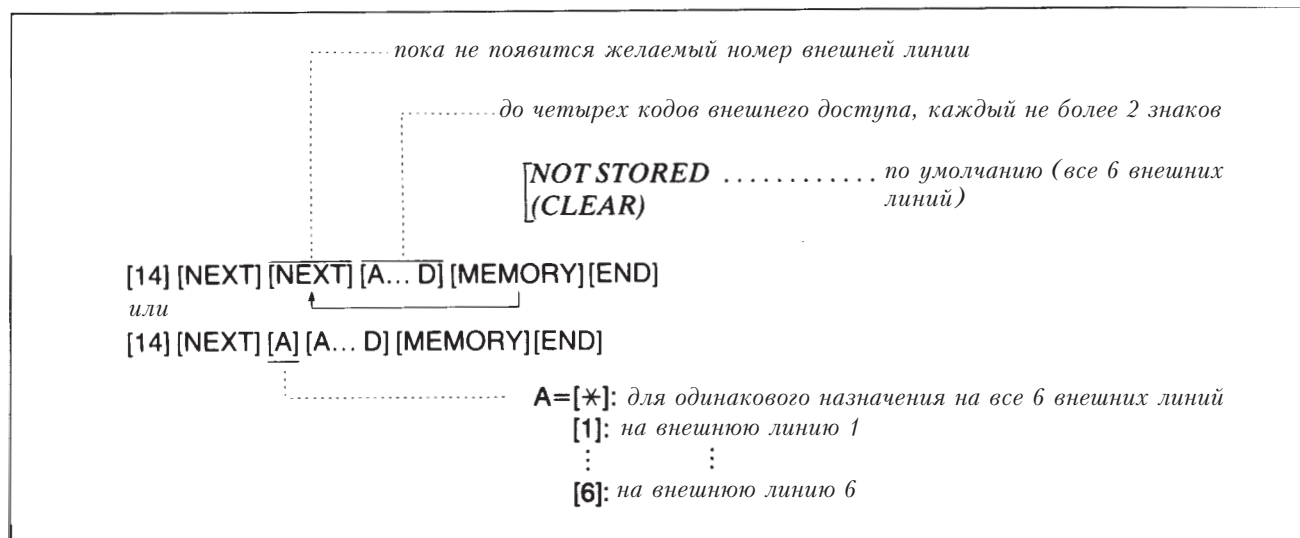 пока не появится желаемый номер внешней линии
до четырех кодов внешнего доступа, каждый не более 2 знаков
NOT STORED ............ по умолчанию (все 6 внешних
(CLEAR) линий)
[14] [NEXT] [NEXT] [A... D] [MEMORY] [END]
или
[14] [NEXT] [A] [A... D] [MEMORY] [END]
A=[✳]: для одинакового назначения на все 6 внешних линий
[1]: на внешнюю линию 1
⋮ ⋮
[6]: на внешнюю линию 6